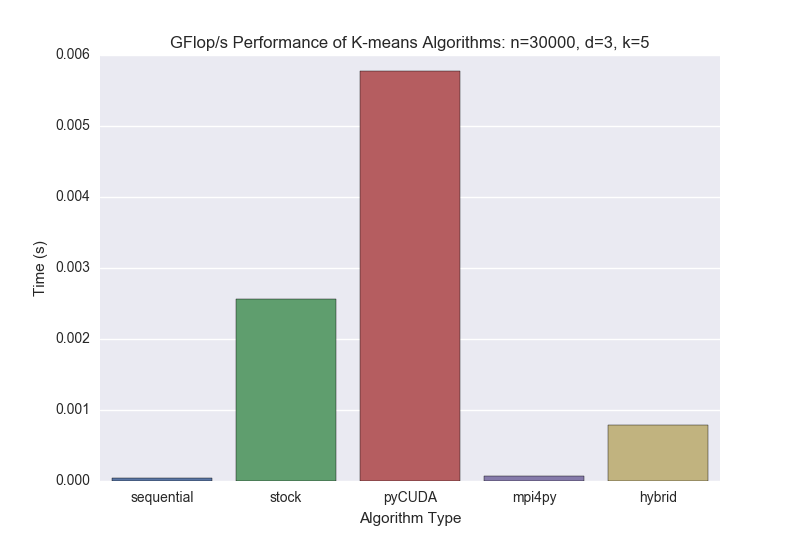 GFlop/s Performance of K-means Algorithms: n=30000, d=3, k=5
0.006
0.005
0.004
0.003
0.002
0.001
0.000
Time (s)
sequential stock pyCUDA mpi4py hybrid
Algorithm Type